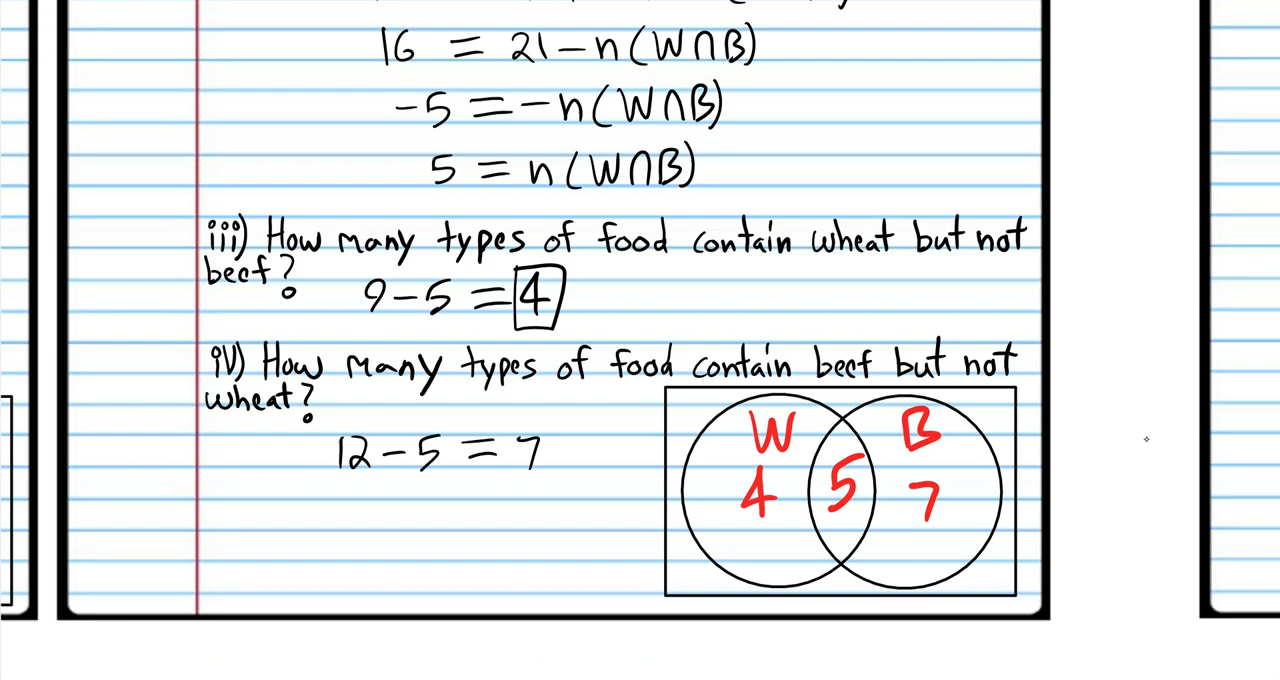 16 = 21 − n(W∩B)
−5 = −n(W∩B)
5 = n(W∩B)
iii) How many types of food contain wheat but not
beef?
9 − 5 = 4
iv) How many types of food contain beef but not
wheat?
12 − 5 = 7
W B
4 5 7